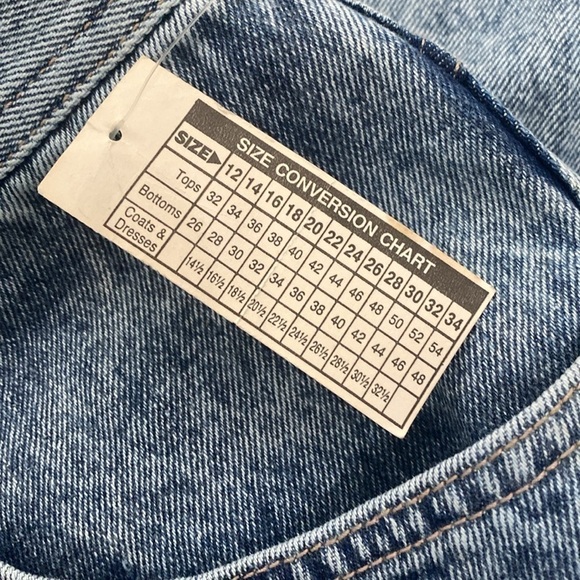 SIZE CONVERSION CHART
SIZE▶ 12 14 16 18 20 22 24 26 28 30 32 34
Tops 32 34 36 38 40 42 44 46 48 50 52 54
Bottoms 26 28 30 32 34 36 38 40 42 44 46 48
Coats &
Dresses 14½ 16½ 18½ 20½ 22½ 24½ 26½ 28½ 30½ 32½